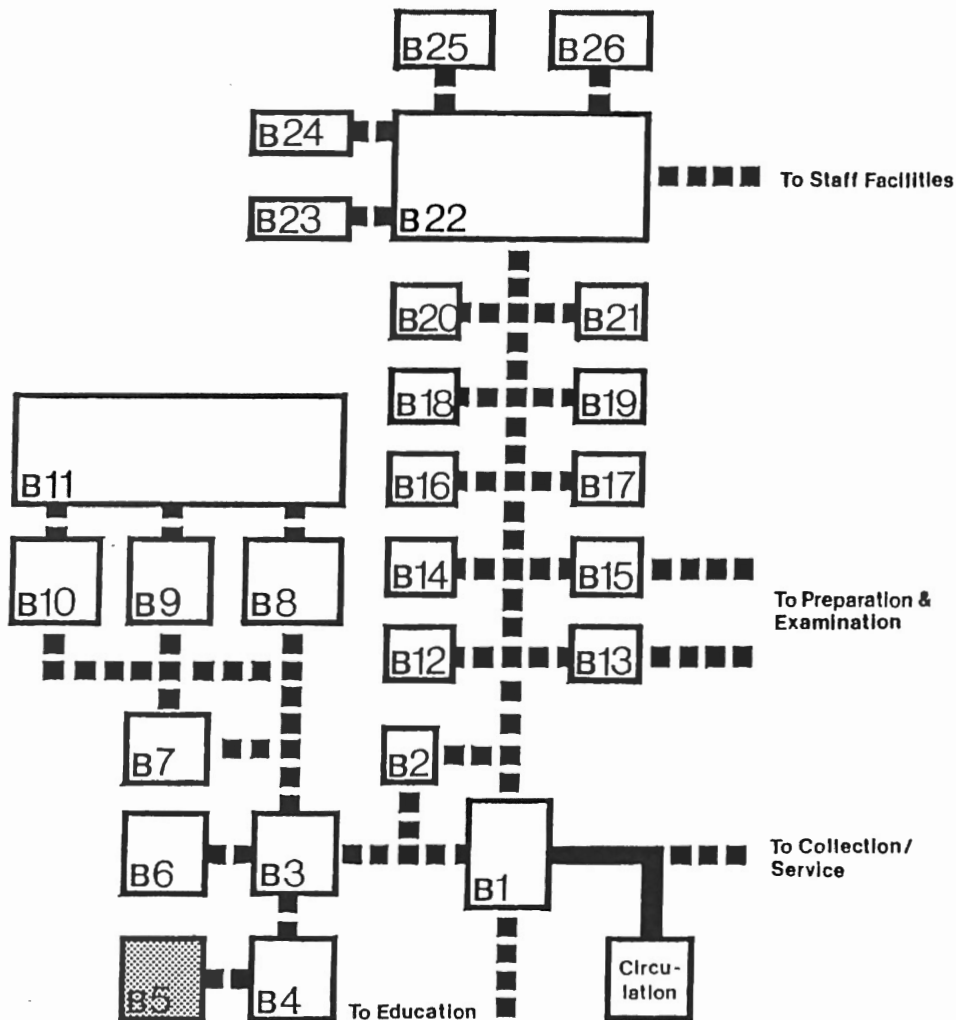 B25
B26
B24
To Staff Facilities
B23
B22
B20
B21
B18
B19
B11
B16
B17
B10
B9
B8
B14
B15
To Preparation &
Examination
B12
B13
B7
B2
To Collection/
Service
B6
B3
B1
Circu-
lation
B5
B4
To Education